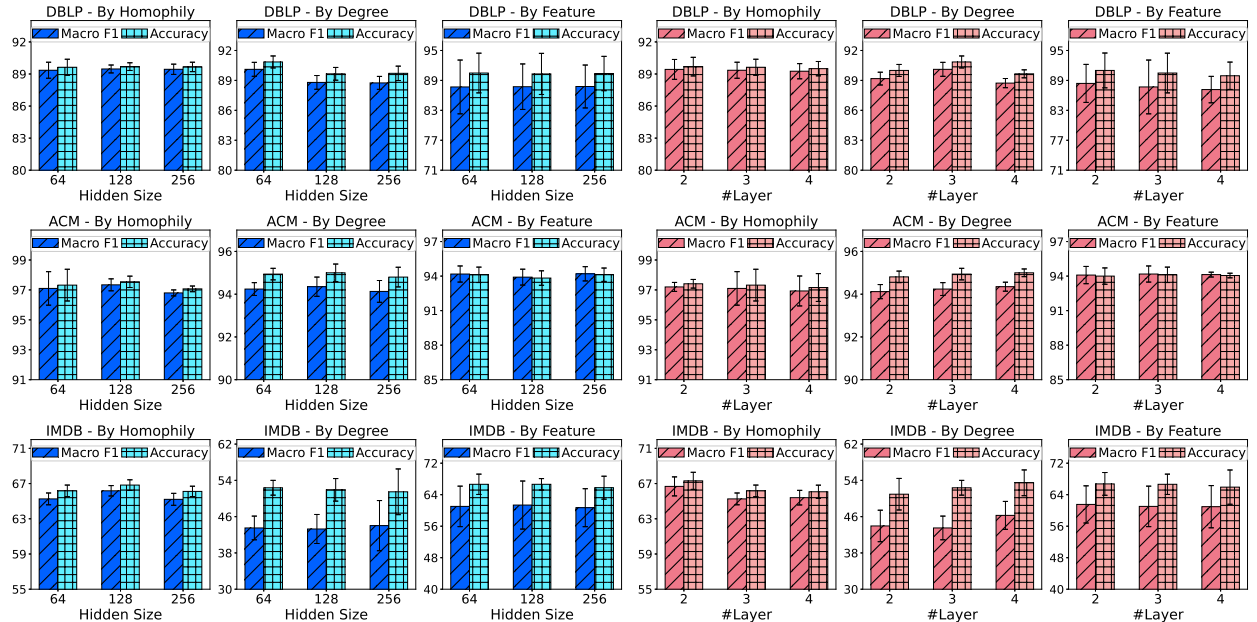 DBLP - By Homophily DBLP - By Degree DBLP - By Feature DBLP - By Homophily DBLP - By Degree DBLP - By Feature
Macro F1 Accuracy Macro F1 Accuracy Macro F1 Accuracy Macro F1 Accuracy Macro F1 Accuracy Macro F1 Accuracy
92 92 95 92 92 95
89 89 89 89 89 89
86 86 83 86 86 83
83 83 77 83 83 77
80 80 71 80 80 71
64 128 256 64 128 256 64 128 256 2 3 4 2 3 4 2 3 4
Hidden Size Hidden Size Hidden Size #Layer #Layer #Layer
ACM - By Homophily ACM - By Degree ACM - By Feature ACM - By Homophily ACM - By Degree ACM - By Feature
Macro F1 Accuracy Macro F1 Accuracy Macro F1 Accuracy Macro F1 Accuracy Macro F1 Accuracy Macro F1 Accuracy
99 96 97 99 96 97
97 94 94 97 94 94
95 92 91 95 92 91
93 88 93 88
91 90 85 91 90 85
64 128 256 64 128 256 64 128 256 2 3 4 2 3 4 2 3 4
Hidden Size Hidden Size Hidden Size #Layer #Layer #Layer
IMDB - By Homophily IMDB - By Degree IMDB - By Feature IMDB - By Homophily IMDB - By Degree IMDB - By Feature
Macro F1 Accuracy Macro F1 Accuracy Macro F1 Accuracy Macro F1 Accuracy Macro F1 Accuracy Macro F1 Accuracy
71 62 72 71 62 72
67 54 64 67 54 64
63 46 56 63 46 56
59 38 48 59 38 48
55 30 40 55 30 40
64 128 256 64 128 256 64 128 256 2 3 4 2 3 4 2 3 4
Hidden Size Hidden Size Hidden Size #Layer #Layer #Layer